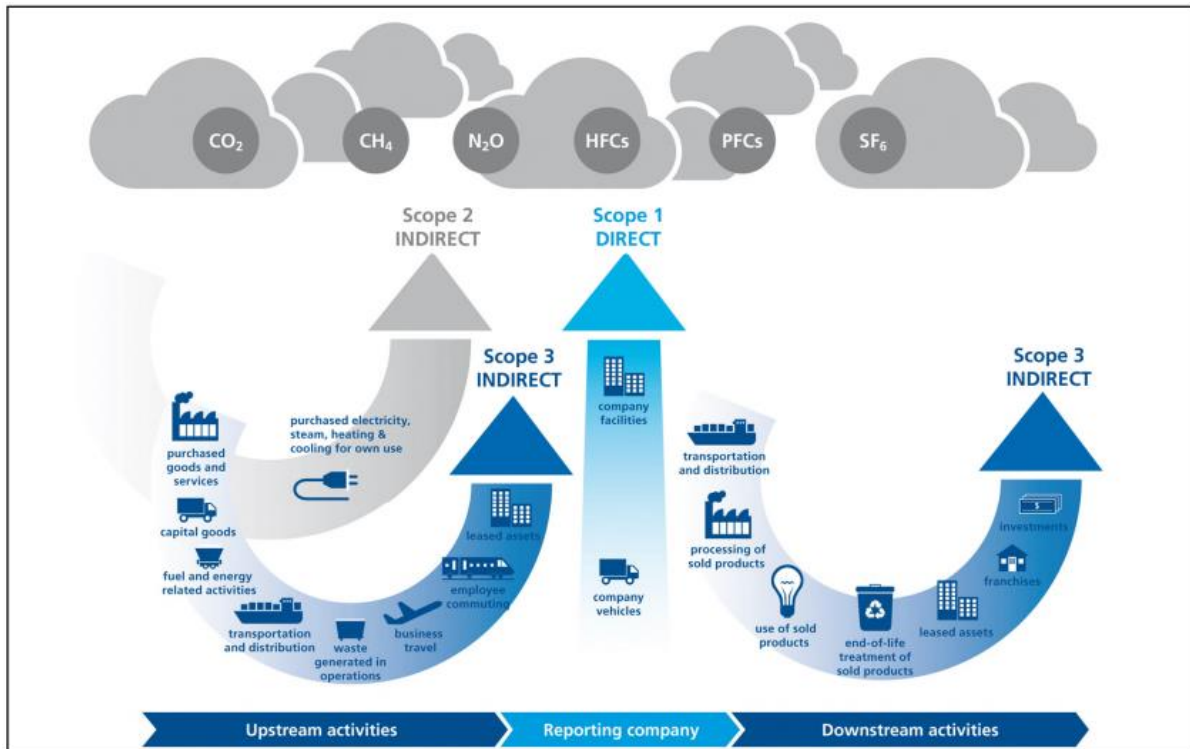 CO₂
CH₄
N₂O
HFCs
PFCs
SF₆
Scope 2
INDIRECT
Scope 1
DIRECT
Scope 3
INDIRECT
Scope 3
INDIRECT
purchased
goods and
services
capital goods
fuel and energy
related activities
transportation
and distribution
waste
generated in
operations
business
travel
employee
commuting
leased assets
purchased electricity,
steam, heating &
cooling for own use
company
facilities
company
vehicles
transportation
and distribution
processing of
sold products
use of sold
products
end-of-life
treatment of
sold products
leased assets
franchises
$
investments
Upstream activities
Reporting company
Downstream activities